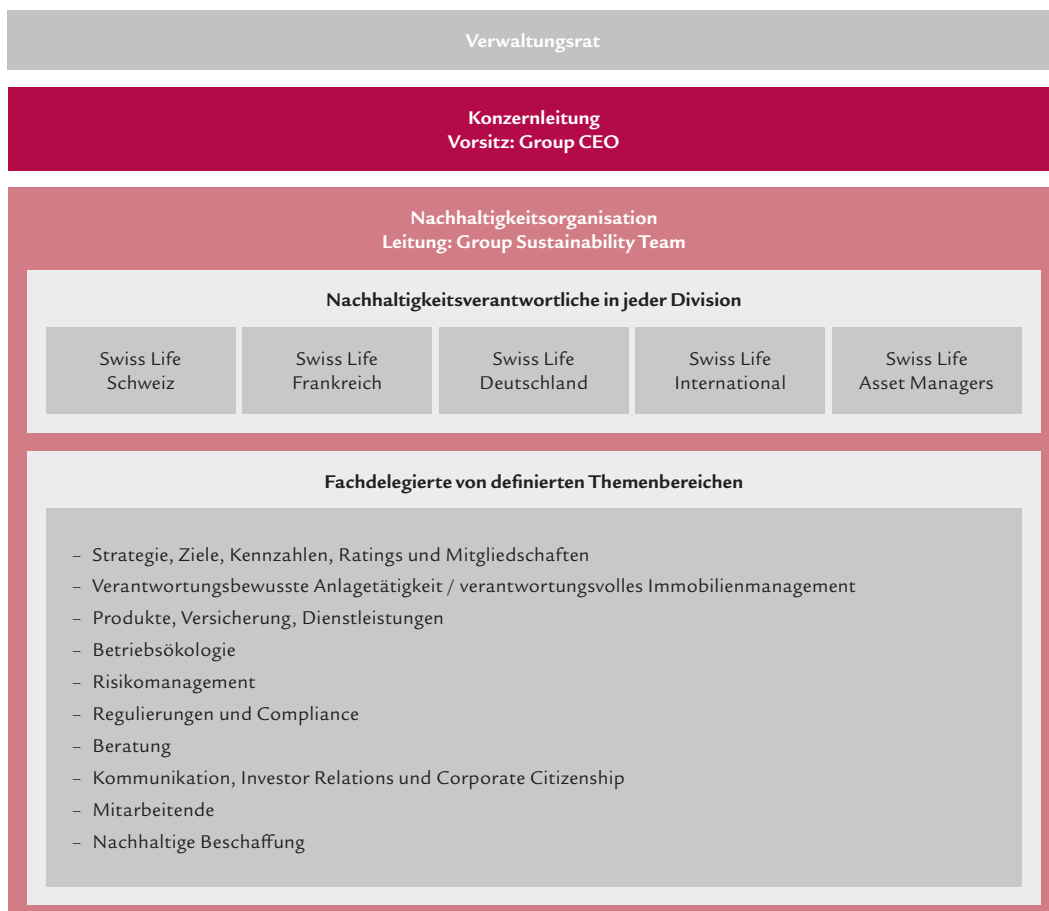 Verwaltungsrat
Konzernleitung
Vorsitz: Group CEO
Nachhaltigkeitsorganisation
Leitung: Group Sustainability Team
Nachhaltigkeitsverantwortliche in jeder Division
Swiss Life
Schweiz
Swiss Life
Frankreich
Swiss Life
Deutschland
Swiss Life
International
Swiss Life
Asset Managers
Fachdelegierte von definierten Themenbereichen
– Strategie, Ziele, Kennzahlen, Ratings und Mitgliedschaften
– Verantwortungsbewusste Anlagetätigkeit / verantwortungsvolles Immobilienmanagement
– Produkte, Versicherung, Dienstleistungen
– Betriebsökologie
– Risikomanagement
– Regulierungen und Compliance
– Beratung
– Kommunikation, Investor Relations und Corporate Citizenship
– Mitarbeitende
– Nachhaltige Beschaffung